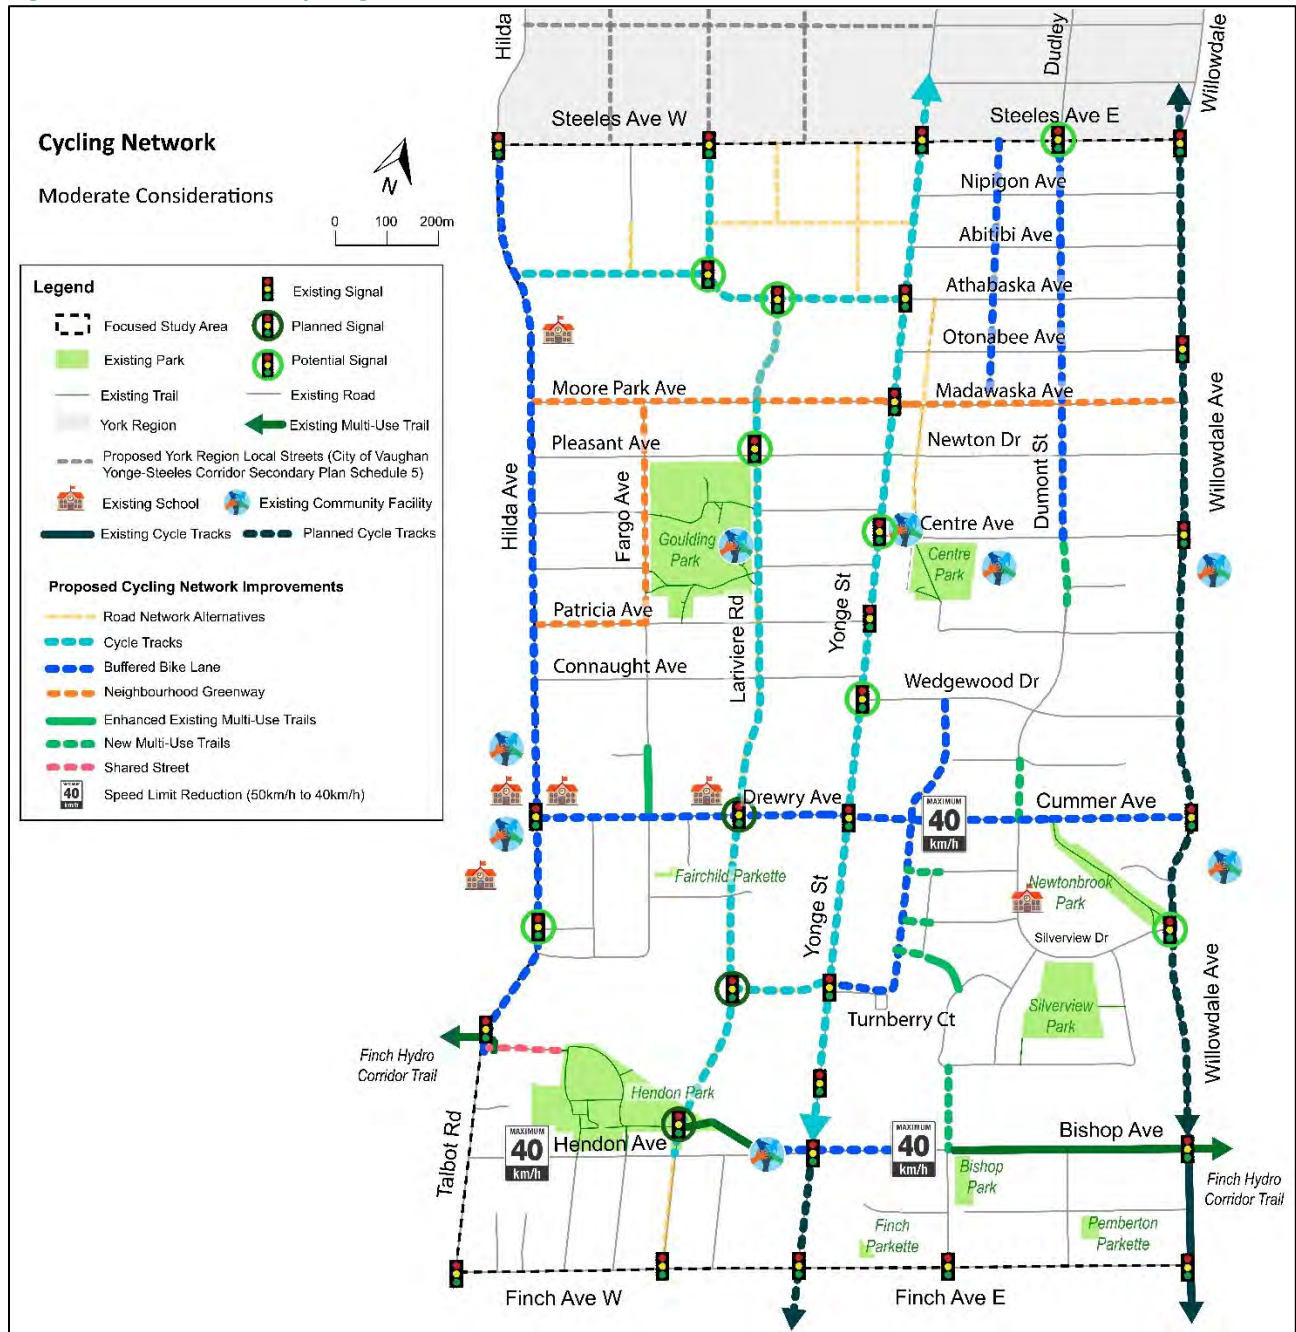 Hilda
Dudley
Willowdale
Steeles Ave W
Steeles Ave E
Cycling Network
Moderate Considerations
N
0 100 200m
Nipigon Ave
Abitibi Ave
Athabaska Ave
Otonabee Ave
Moore Park Ave
Madawaska Ave
Pleasant Ave
Newton Dr
Legend
Existing Signal
Focused Study Area
Planned Signal
Existing Park
Potential Signal
Existing Trail
Existing Road
York Region
Existing Multi-Use Trail
Proposed York Region Local Streets (City of Vaughan
Yonge-Steeles Corridor Secondary Plan Schedule 5)
Existing School
Existing Community Facility
Existing Cycle Tracks
Planned Cycle Tracks
Proposed Cycling Network Improvements
Road Network Alternatives
Cycle Tracks
Buffered Bike Lane
Neighbourhood Greenway
Enhanced Existing Multi-Use Trails
New Multi-Use Trails
Shared Street
40
km/h
Speed Limit Reduction (50km/h to 40km/h)
Hilda Ave
Fargo Ave
Goulding
Park
Lariviere Rd
Yonge St
Centre Ave
Centre
Park
Dumont St
Willowdale Ave
Patricia Ave
Connaught Ave
Wedgewood Dr
Drewry Ave
MAXIMUM
40
km/h
Cummer Ave
Fairchild Parkette
Newtonbrook
Park
Silverview Dr
Yonge St
Turnberry Ct
Silverview
Park
Willowdale Ave
Finch Hydro
Corridor Trail
Hendon Park
Talbot Rd
MAXIMUM
40
km/h
Hendon Ave
MAXIMUM
40
km/h
Bishop Ave
Bishop
Park
Finch Hydro
Corridor Trail
Finch
Parkette
Pemberton
Parkette
Finch Ave W
Finch Ave E